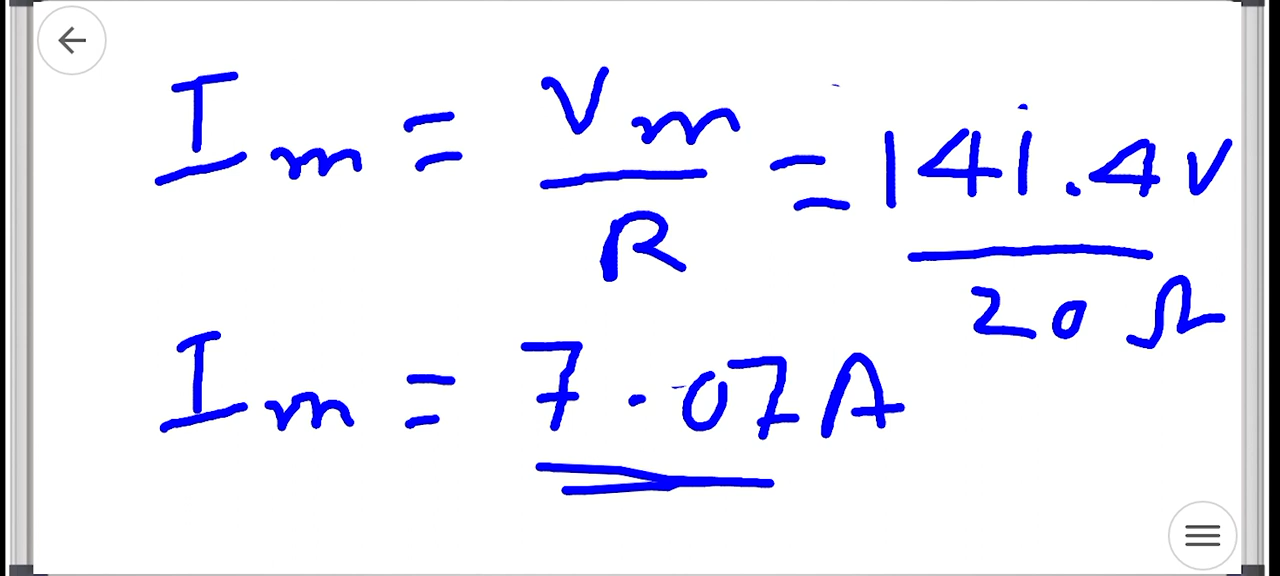 Im = Vm/R = 141.4V/20Ω
Im = 7.07A